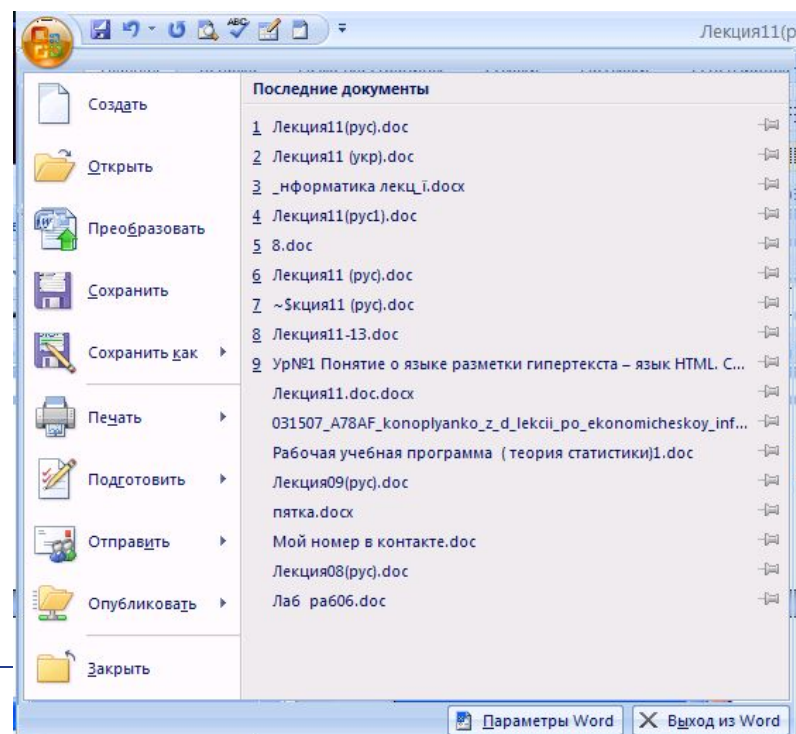 ABC
Лекция11(р
Создать
Открыть
Преобразовать
Сохранить
Сохранить как
Печать
Подготовить
Отправить
Опубликовать
Закрыть
Последние документы
1 Лекция11(рус).doc
2 Лекция11 (укр).doc
3 _нформатика лекц_ї.docx
4 Лекция11(рус1).doc
5 8.doc
6 Лекция11 (рус).doc
7 ~$кция11 (рус).doc
8 Лекция11-13.doc
9 Ур№1 Понятие о языке разметки гипертекста – язык HTML. С...
Лекция11.doc.docx
031507_A78AF_konoplyanko_z_d_lekcii_po_ekonomicheskoy_inf...
Рабочая учебная программа ( теория статистики)1.doc
Лекция09(рус).doc
пятка.docx
Мой номер в контакте.doc
Лекция08(рус).doc
Лаб ра606.doc
Параметры Word
Выход из Word